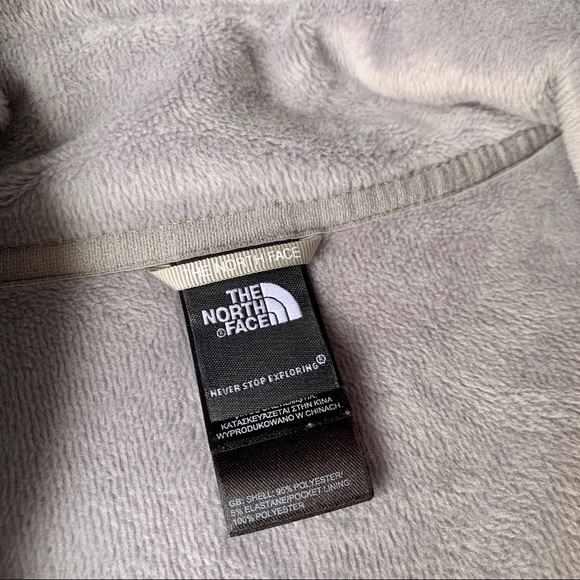 THE NORTH FACE
THE
NORTH
FACE
NEVER STOP EXPLORING®
ΚΑΤΑΣΚΕΥΑΖΕΤΑΙ ΣΤΗΝ ΚΙΝΑ
WYPRODUKOWANO W CHINACH
GB: SHELL- 95% POLYESTER/
5% ELASTANE/POCKET LINING:
100% POLYESTER